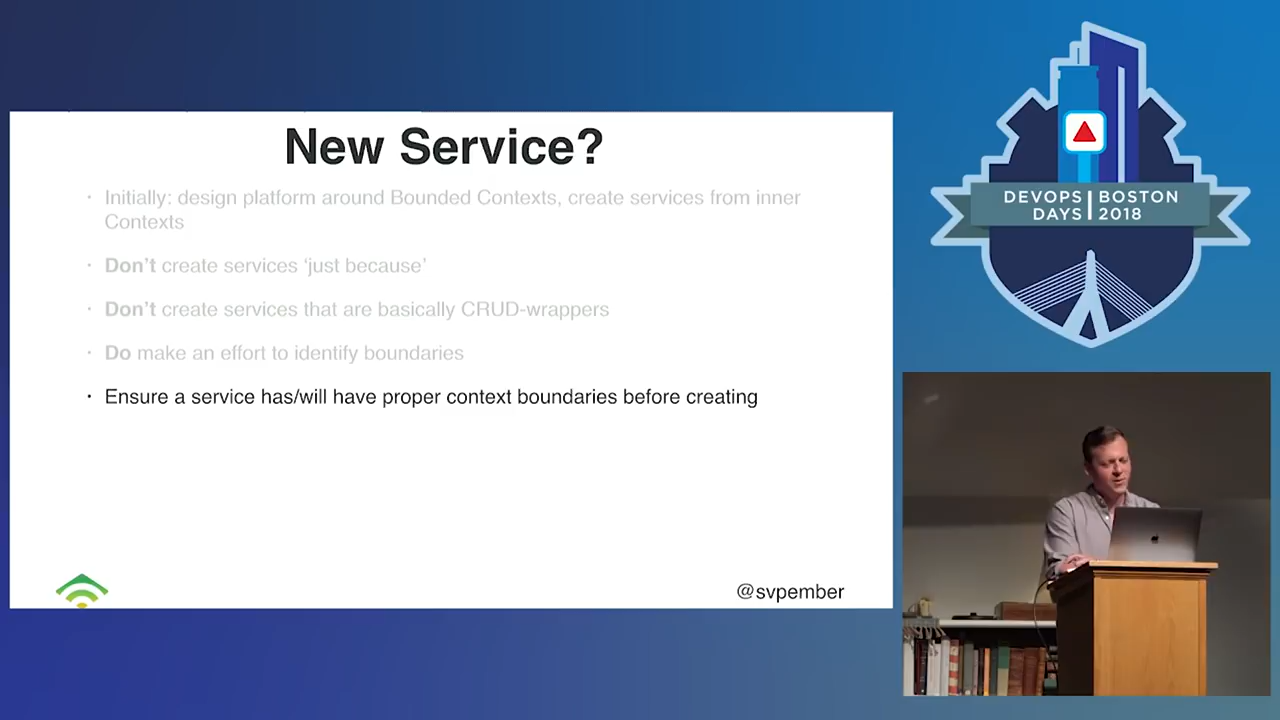 New Service?
· Initially: design platform around Bounded Contexts, create services from inner
Contexts
· Don’t create services ‘just because’
· Don’t create services that are basically CRUD-wrappers
· Do make an effort to identify boundaries
· Ensure a service has/will have proper context boundaries before creating
@svpember
DEVOPS BOSTON
DAYS 2018